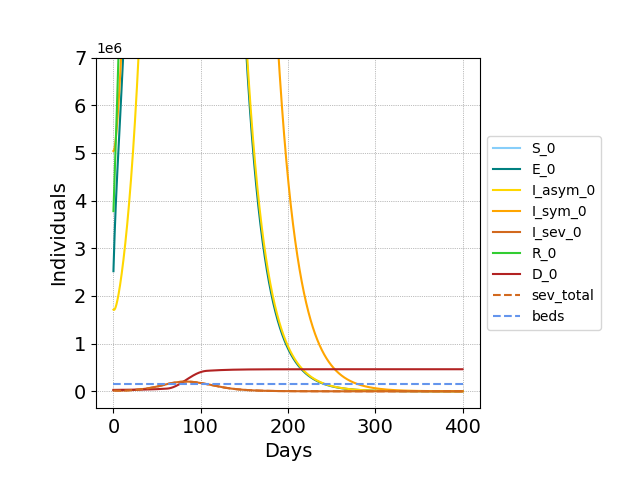 1e6
7
6
5
4
3
2
1
0
Individuals
0 100 200 300 400
Days
S_0
E_0
I_asym_0
I_sym_0
I_sev_0
R_0
D_0
sev_total
beds